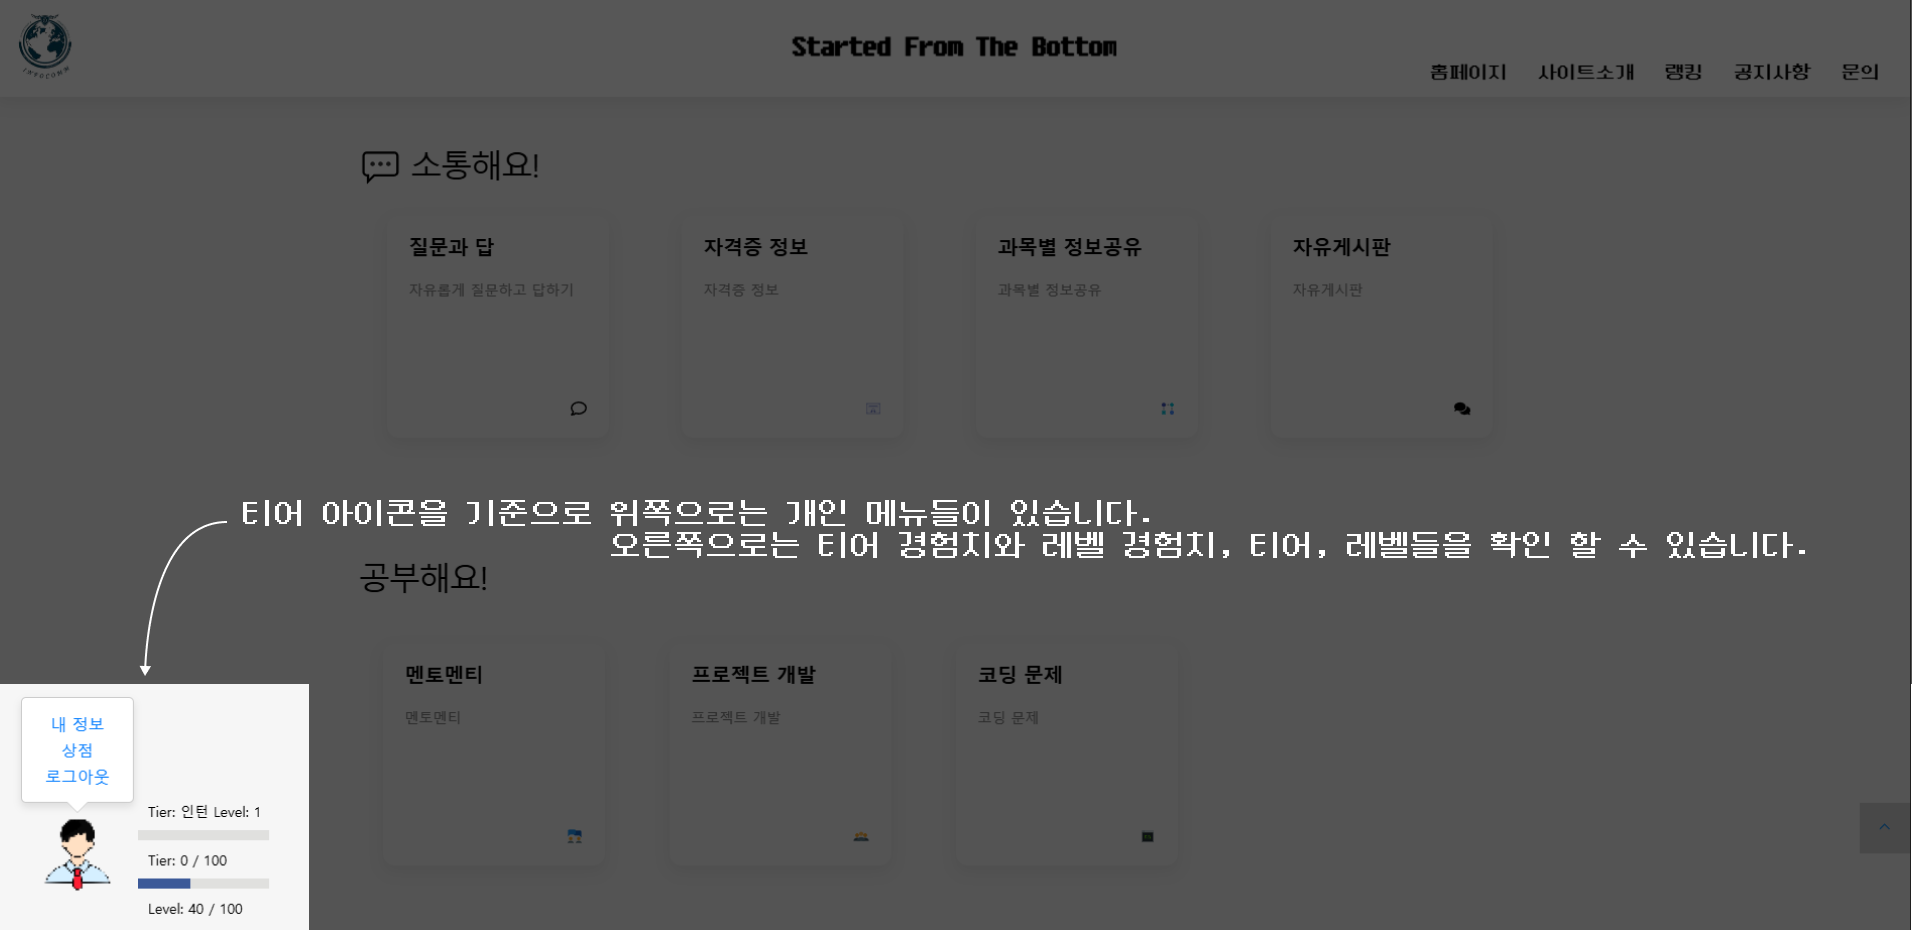 INFOCOMM
Started From The Bottom
홈페이지 사이트소개 랭킹 공지사항 문의
소통해요!
질문과 답
자유롭게 질문하고 답하기
자격증 정보
자격증 정보
과목별 정보공유
과목별 정보공유
자유게시판
자유게시판
티어 아이콘을 기준으로 위쪽으로는 개인 메뉴들이 있습니다.
오른쪽으로는 티어 경험치와 레벨 경험치, 티어, 레벨들을 확인 할 수 있습니다.
공부해요!
멘토멘티
멘토멘티
프로젝트 개발
프로젝트 개발
코딩 문제
코딩 문제
내 정보
상점
로그아웃
Tier: 인턴 Level: 1
Tier: 0 / 100
Level: 40 / 100